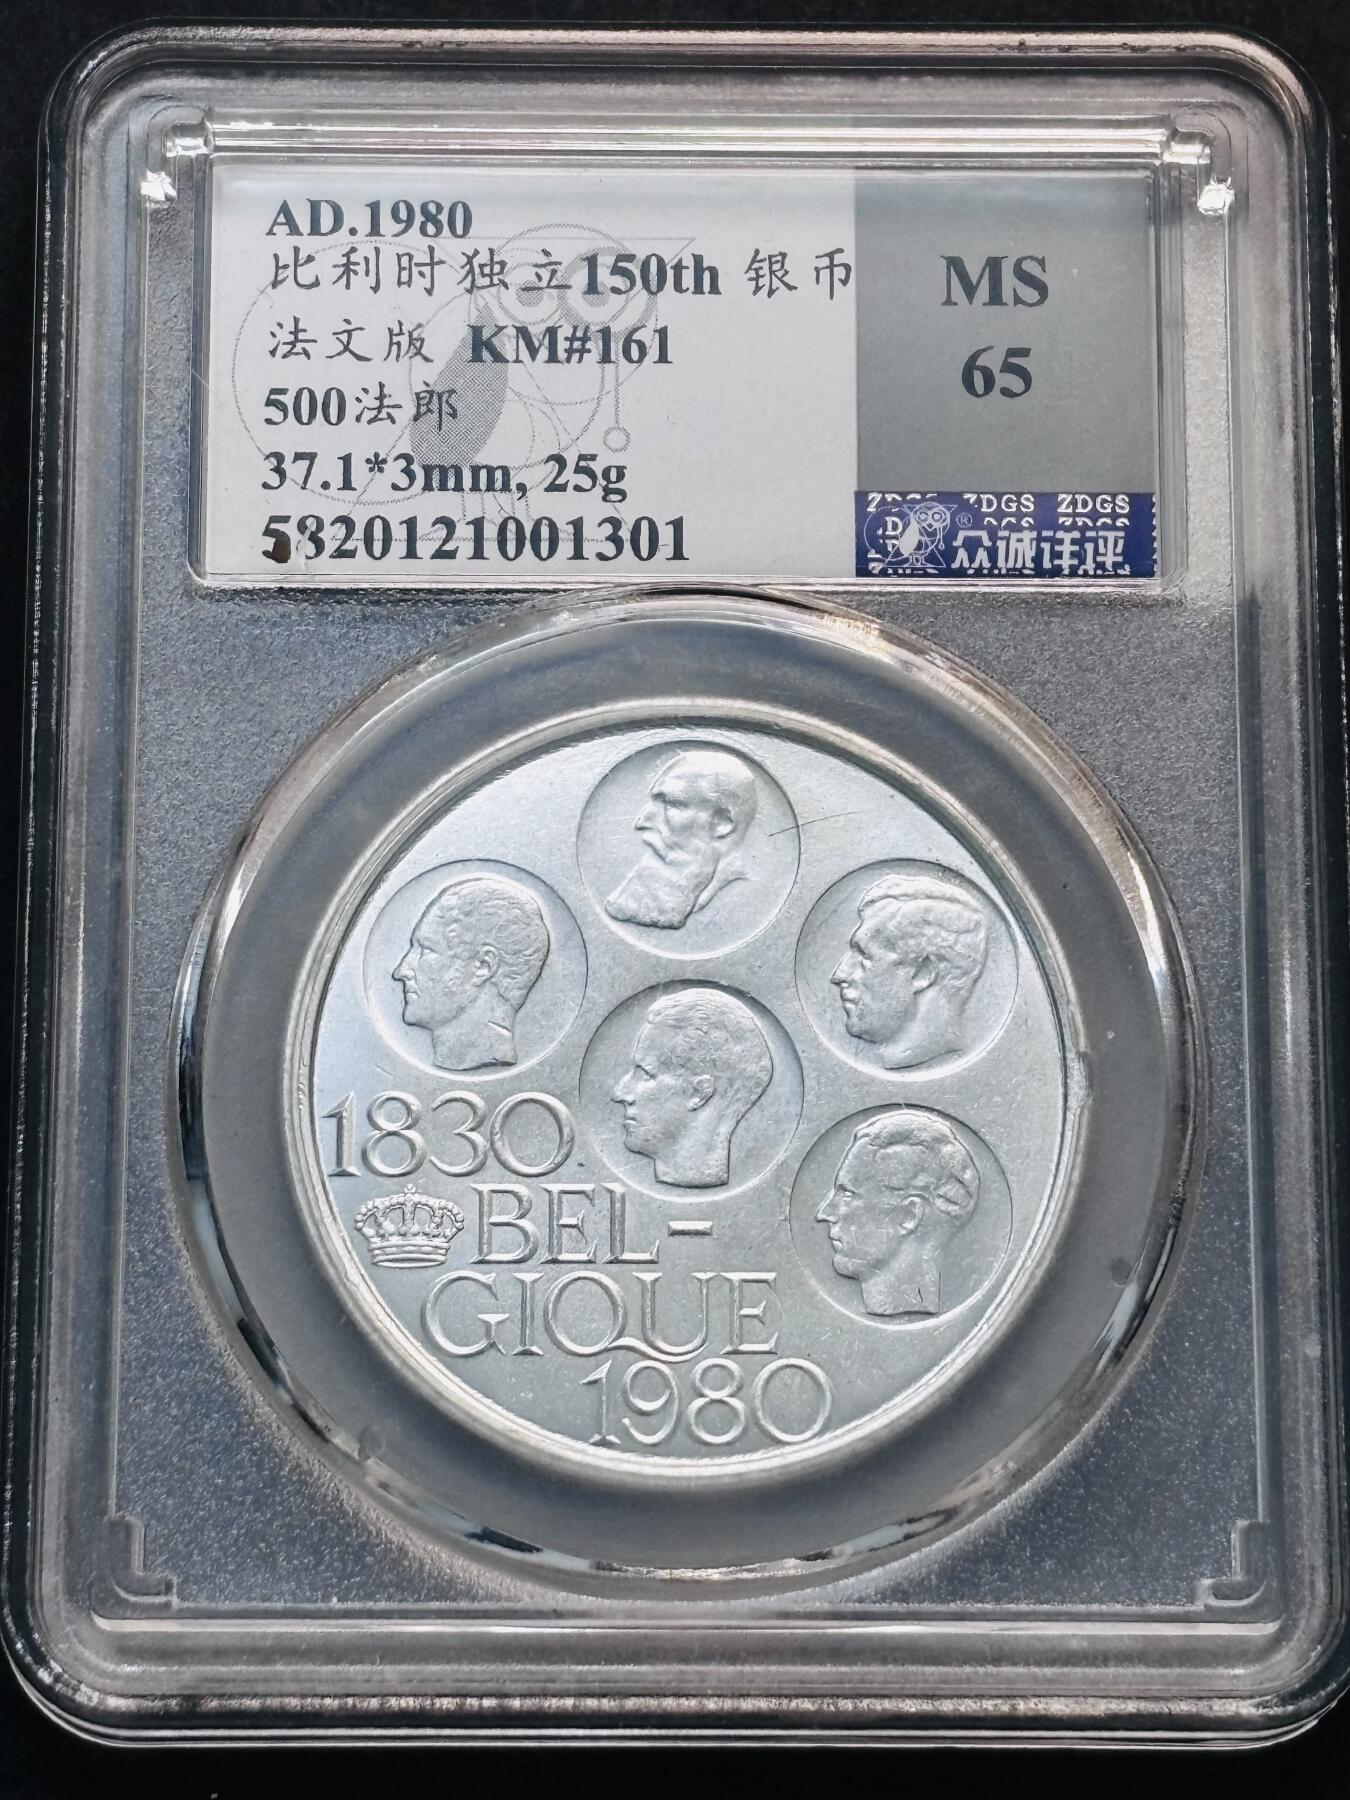 AD.1980
比利时独立150th 银币
法文版 KM#161
500法郎
37.1*3mm, 25g
5820121001301
MS
65
ZDGS ZDGS ZDGS
众诚详评
1830
BEL-
GIQUE
1980